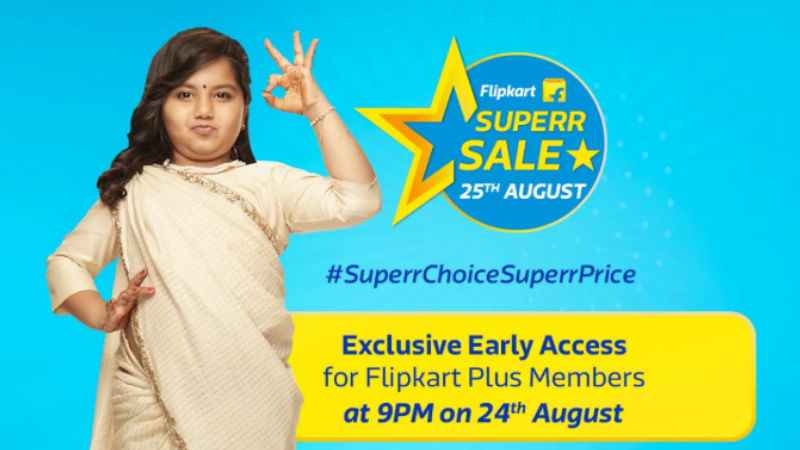 Flipkart
SUPERR
SALE
25TH AUGUST
#SuperrChoiceSuperrPrice
Exclusive Early Access
for Flipkart Plus Members
at 9PM on 24th August